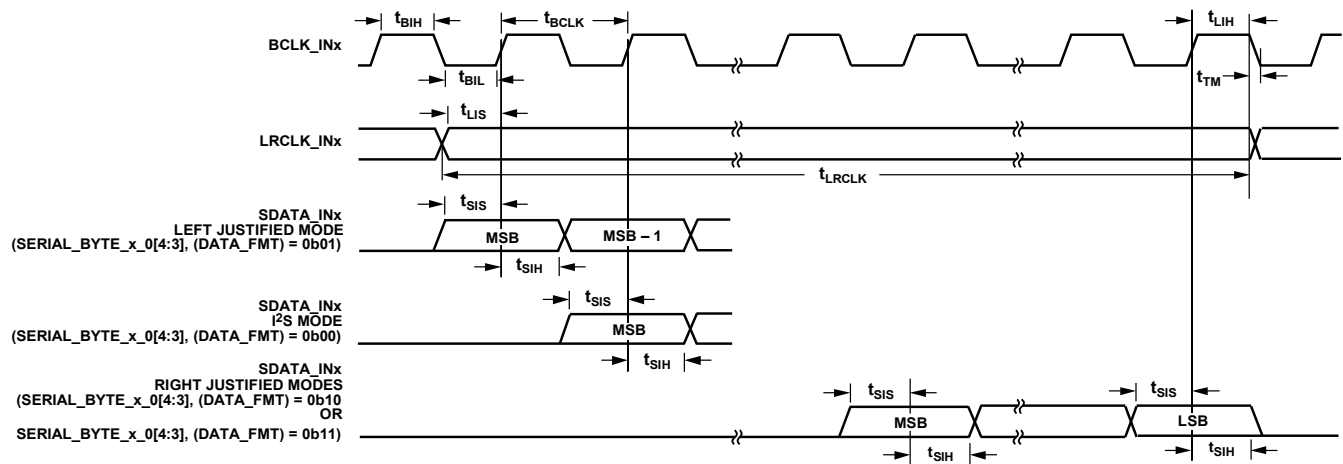 tBIH
tBCLK
tLIH
BCLK_INx
tBIL
tTM
tLIS
LRCLK_INx
tLRCLK
tSIS
SDATA_INx
LEFT JUSTIFIED MODE
(SERIAL_BYTE_x_0[4:3], (DATA_FMT) = 0b01)
MSB
MSB – 1
tSIH
tSIS
SDATA_INx
I2S MODE
(SERIAL_BYTE_x_0[4:3], (DATA_FMT) = 0b00)
MSB
tSIH
SDATA_INx
RIGHT JUSTIFIED MODES
(SERIAL_BYTE_x_0[4:3], (DATA_FMT) = 0b10
OR
SERIAL_BYTE_x_0[4:3], (DATA_FMT) = 0b11)
tSIS
tSIS
MSB
LSB
tSIH
tSIH